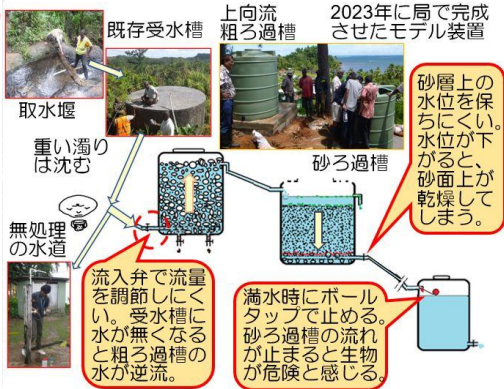 既存受水槽
上向流
粗ろ過槽
2023年に局で完成
させたモデル装置
取水堰
重い濁り
は沈む
砂ろ過槽
砂層上の
水位を保
ちにくい。
水位が下
がると、
砂面上が
乾燥して
しまう。
無処理
の水道
流入弁で流量
を調節しにく
い。受水槽に
水が無くなる
と粗ろ過槽の
水が逆流。
満水時にボール
タップで止める。
砂ろ過槽の流れ
が止まると生物
が危険と感じる。